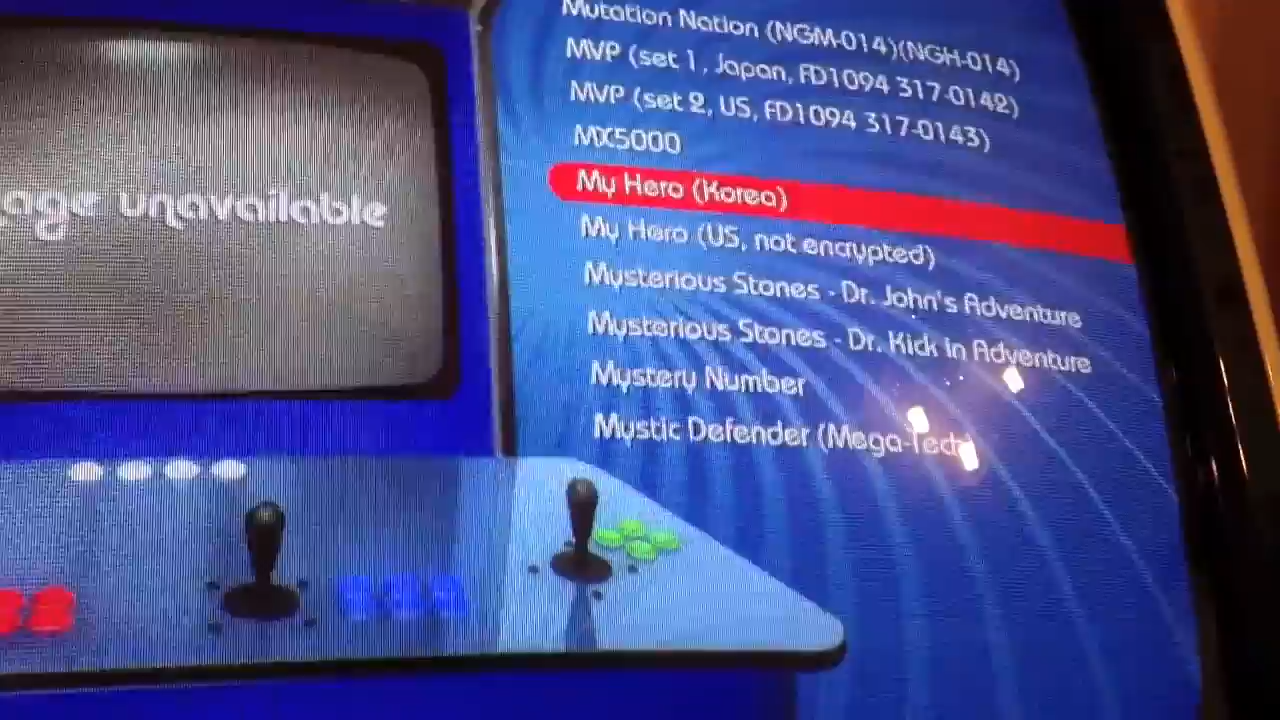 age unavailable
Mutation Nation (NGM-014)(NGH-014)
MVP (set 1, Japan, FD1094 317-0142)
MVP (set 2, US, FD1094 317-0143)
MX5000
My Hero (Korea)
My Hero (US, not encrypted)
Mysterious Stones - Dr. John's Adventure
Mysterious Stones - Dr. Kick in Adventure
Mystery Number
Mystic Defender (Mega-Tech)